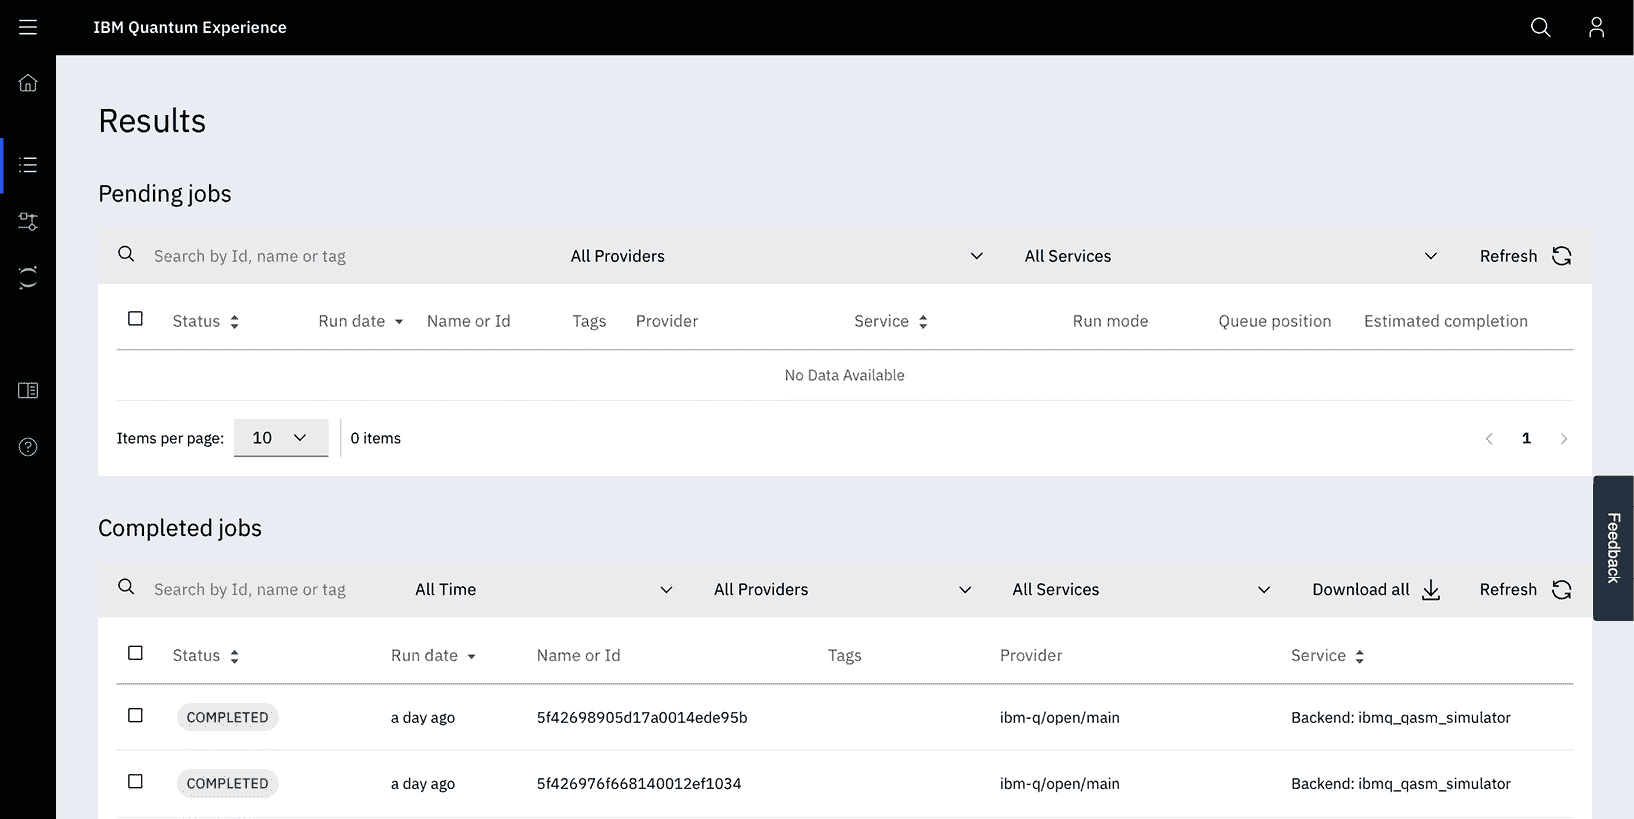 IBM Quantum Experience
Results
Pending jobs
Search by Id, name or tag All Providers All Services Refresh
Status Run date Name or Id Tags Provider Service Run mode Queue position Estimated completion
No Data Available
Items per page: 10 0 items 1
Feedback
Completed jobs
Search by Id, name or tag All Time All Providers All Services Download all Refresh
Status Run date Name or Id Tags Provider Service
COMPLETED a day ago 5f42698905d17a0014ede95b ibm-q/open/main Backend: ibmq_qasm_simulator
COMPLETED a day ago 5f426976f668140012ef1034 ibm-q/open/main Backend: ibmq_qasm_simulator